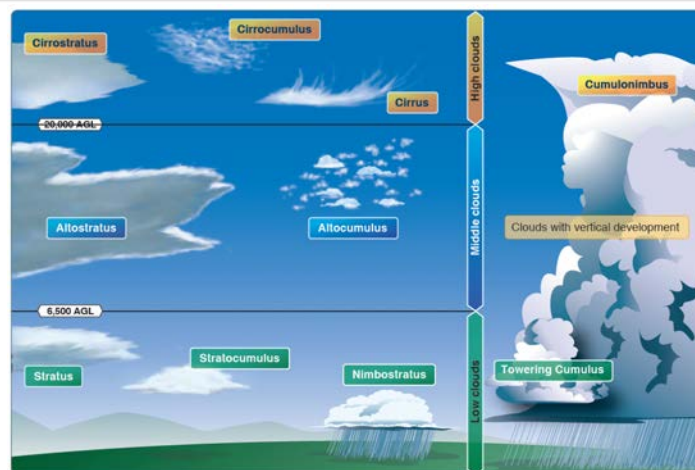 Cirrocumulus
Cirrostratus
Cirrus
High clouds
Cumulonimbus
20,000 AGL
Altostratus
Altocumulus
Middle clouds
Clouds with vertical development
6,500 AGL
Stratus
Stratocumulus
Nimbostratus
Low clouds
Towering Cumulus